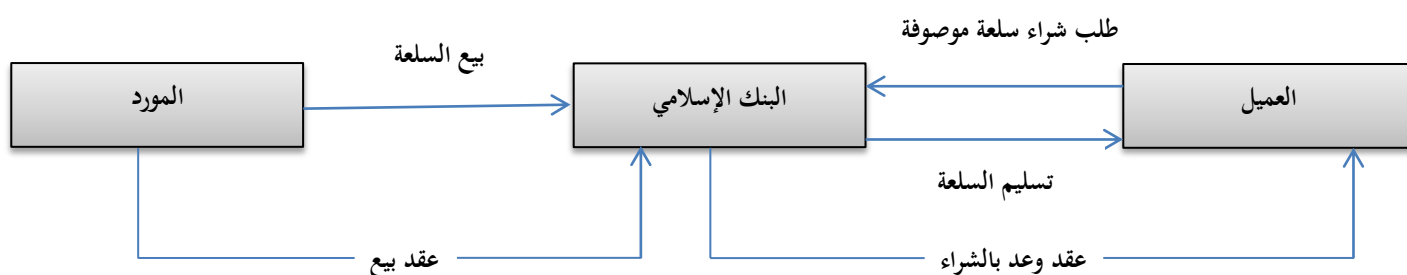 طلب شراء سلعة موصوفة
بيع السلعة
العميل
البنك الإسلامي
المورد
تسليم السلعة
عقد وعد بالشراء
عقد بيع